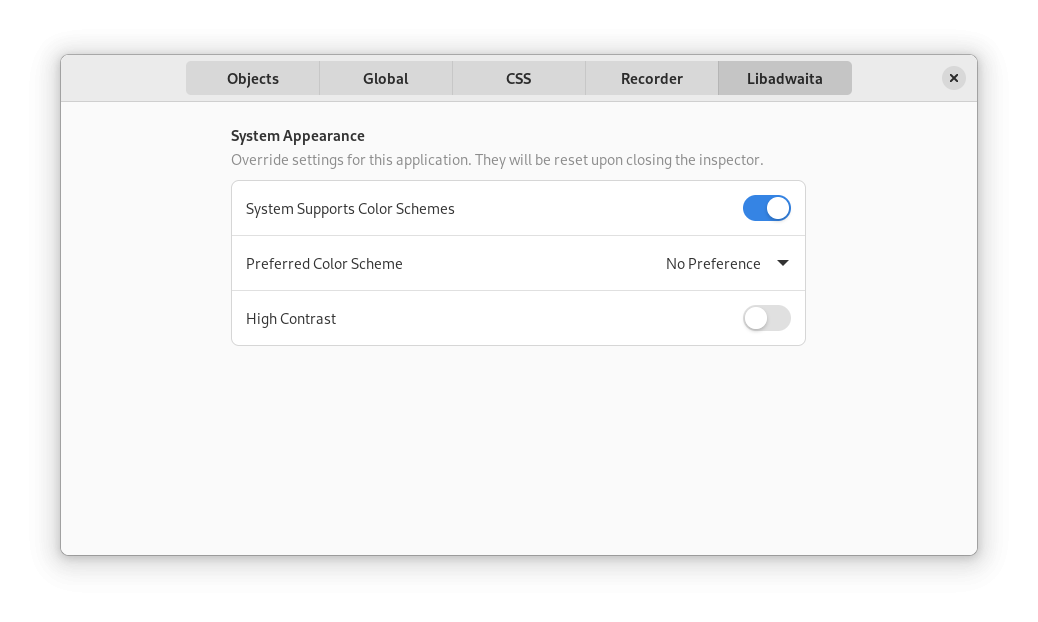 Objects Global CSS Recorder Libadwaita
System Appearance
Override settings for this application. They will be reset upon closing the inspector.
System Supports Color Schemes
Preferred Color Scheme No Preference
High Contrast